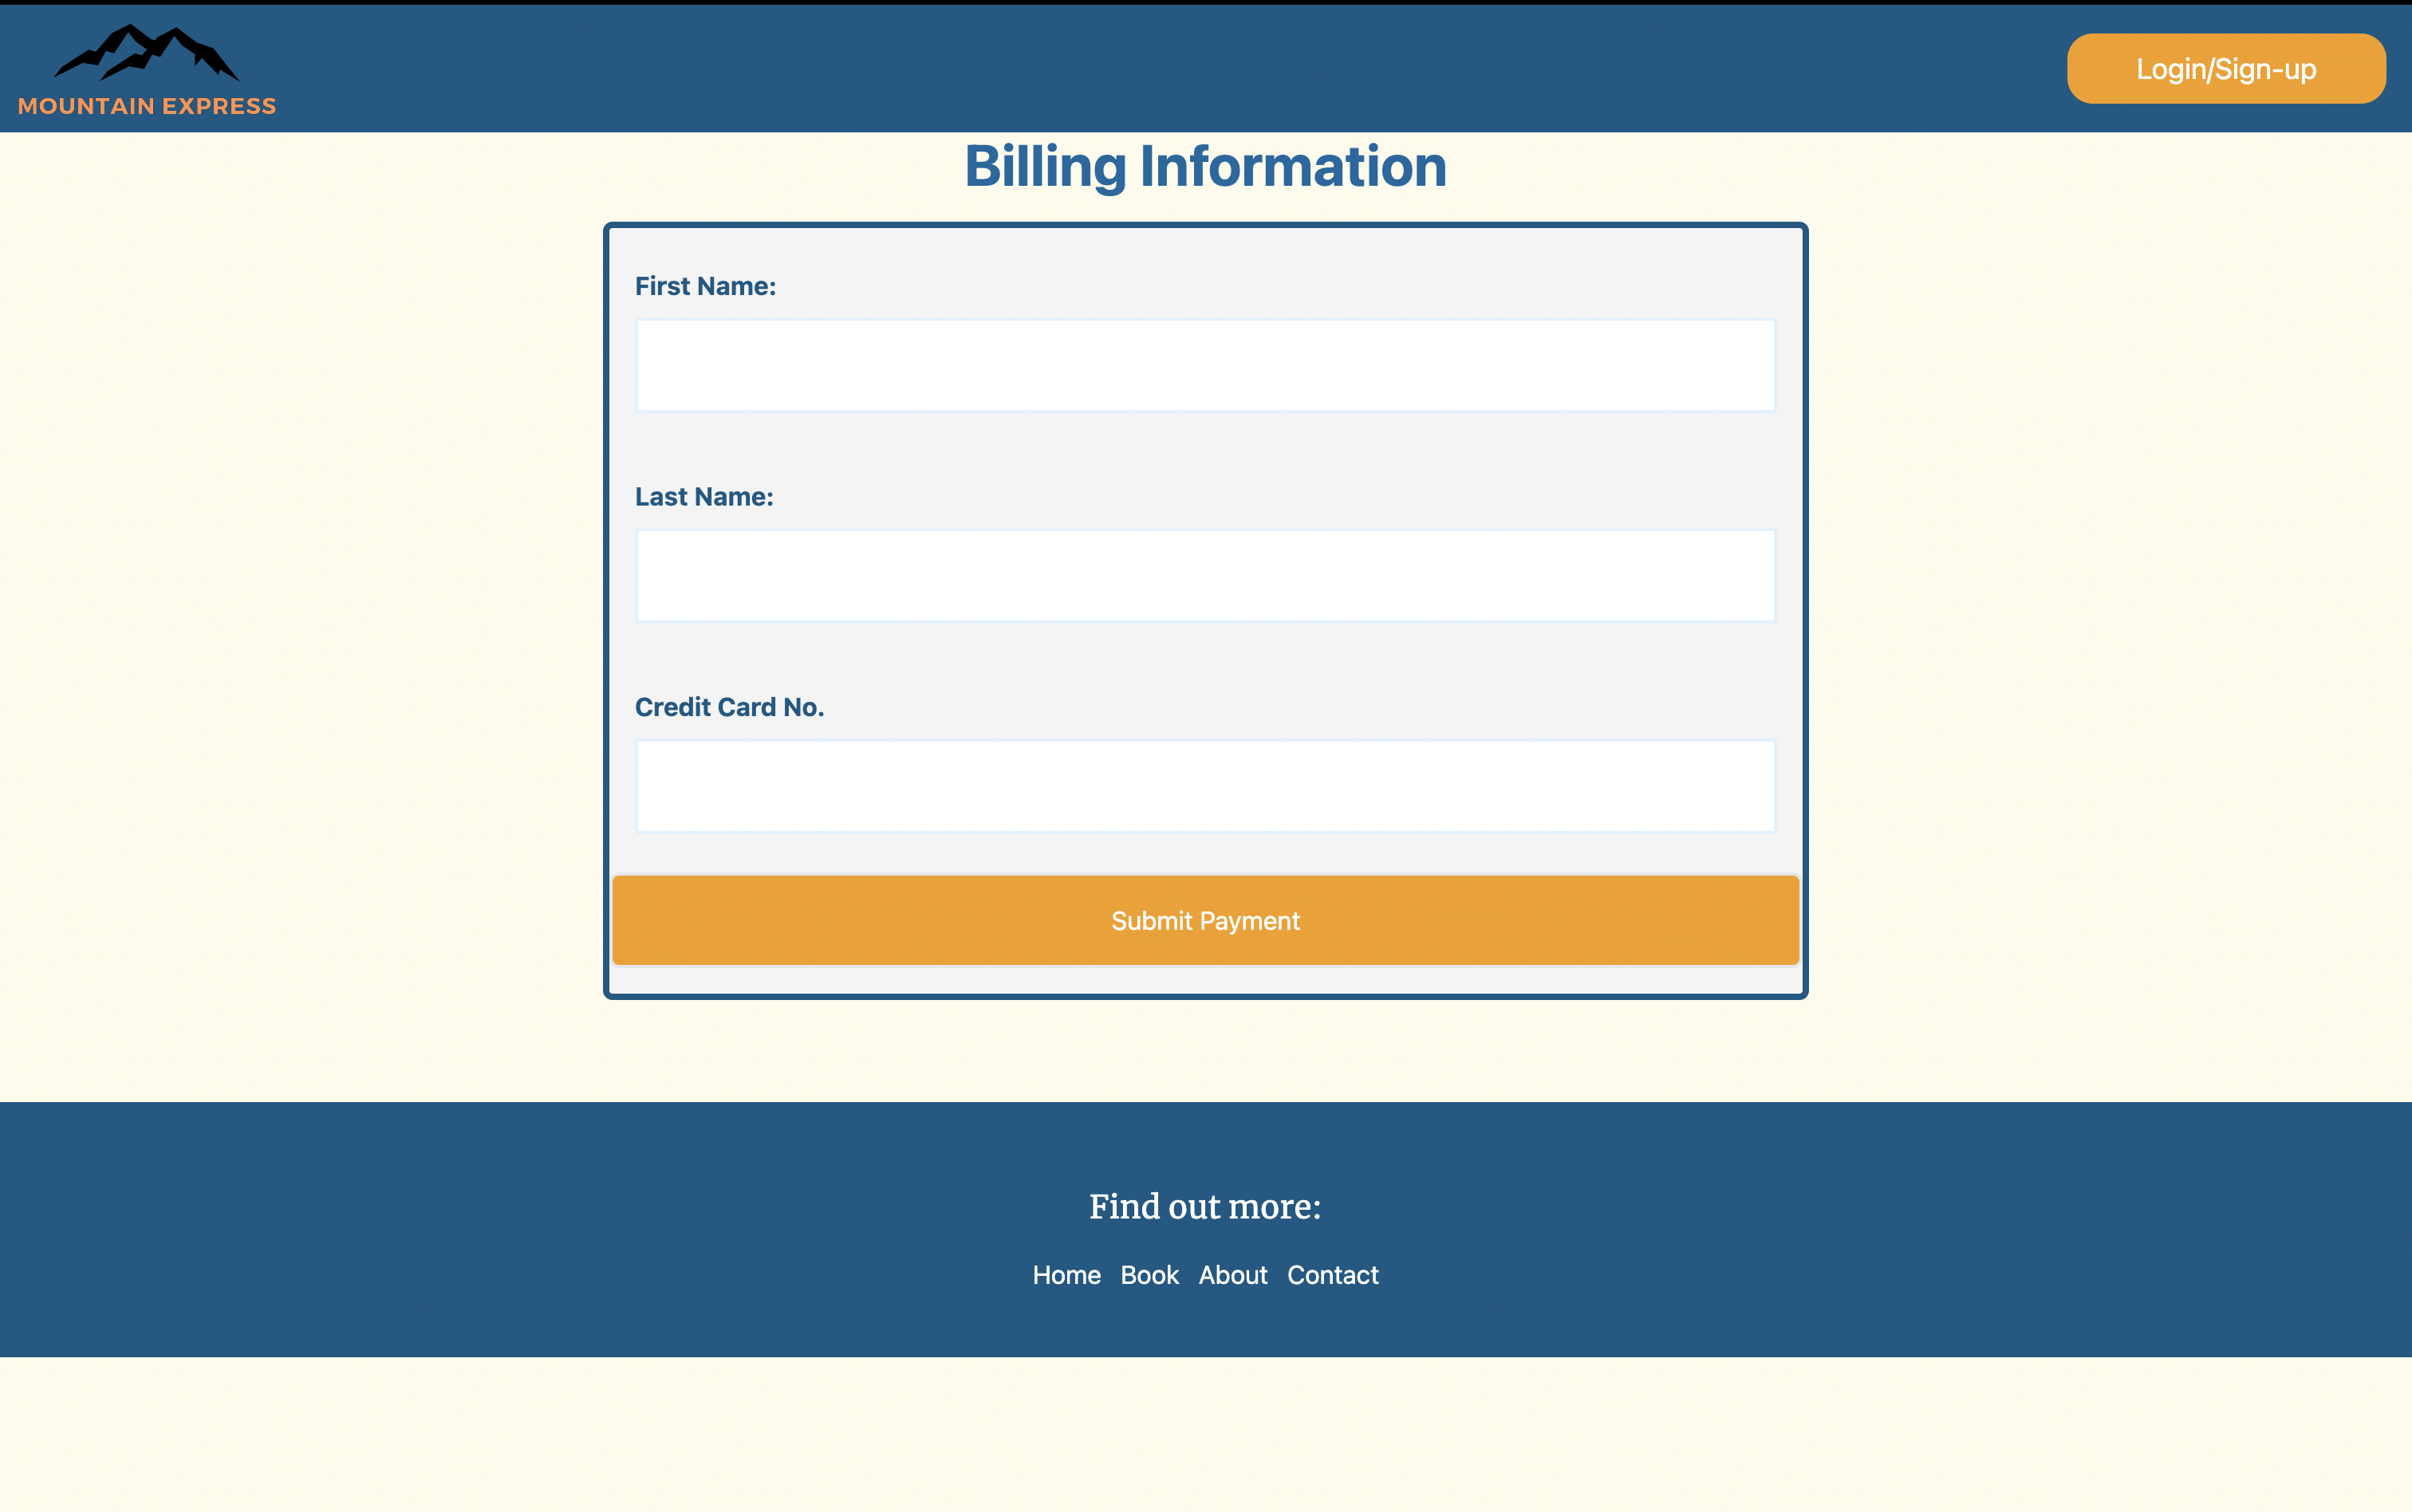 MOUNTAIN EXPRESS
Login/Sign-up
Billing Information
First Name:
Last Name:
Credit Card No.
Submit Payment
Find out more:
Home Book About Contact